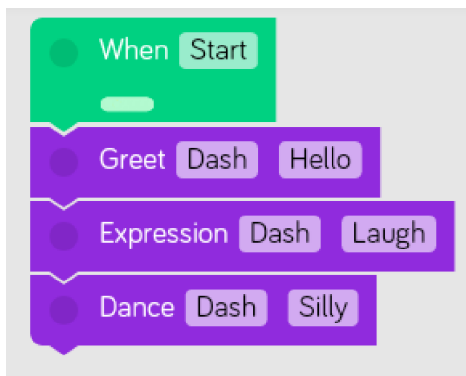 When Start
Greet Dash Hello
Expression Dash Laugh
Dance Dash Silly